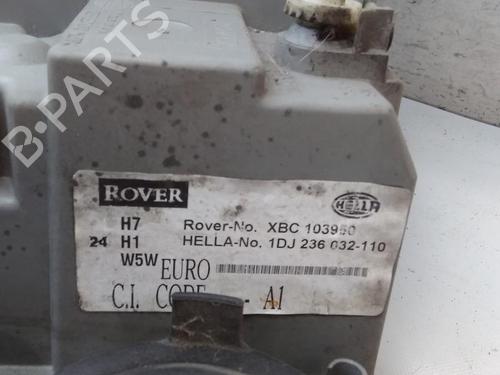 B-PARTS
ROVER
HELLA
H7 Rover-No. XBC 103960
24 H1 HELLA-No. 1DJ 236 032-110
W5W EURO
C.I. CODE - A1